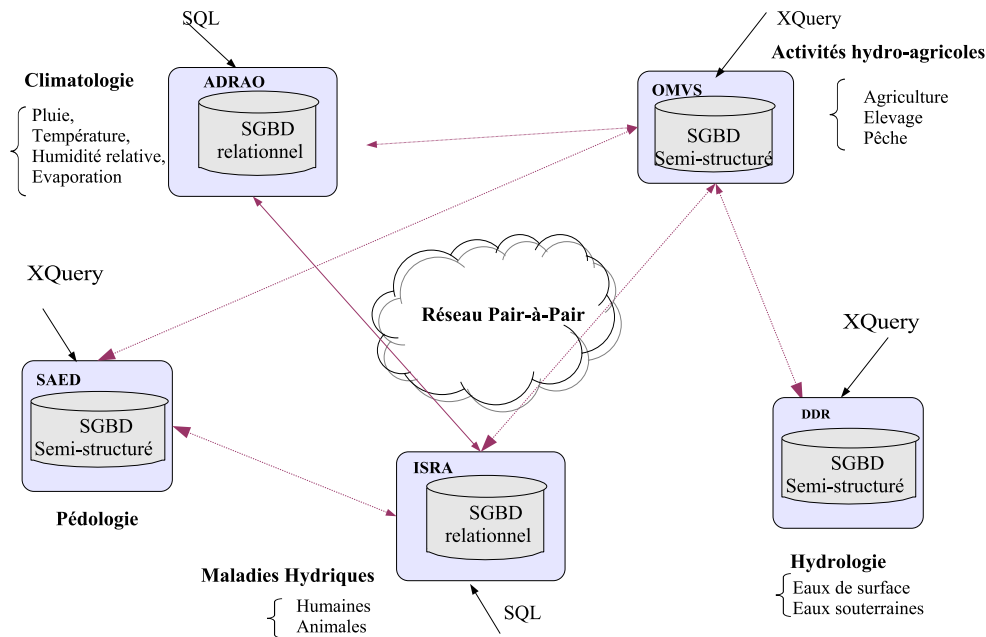 SQL
XQuery
Climatologie
ADRAO
Pluie,
Température,
Humidité relative,
Evaporation
SGBD
relationnel
OMVS
SGBD
Semi-structuré
Activités hydro-agricoles
Agriculture
Elevage
Pêche
Réseau Pair-à-Pair
XQuery
SAED
SGBD
Semi-structuré
Pédologie
ISRA
SGBD
relationnel
Maladies Hydriques
Humaines
Animales
SQL
XQuery
DDR
SGBD
Semi-structuré
Hydrologie
Eaux de surface
Eaux souterraines